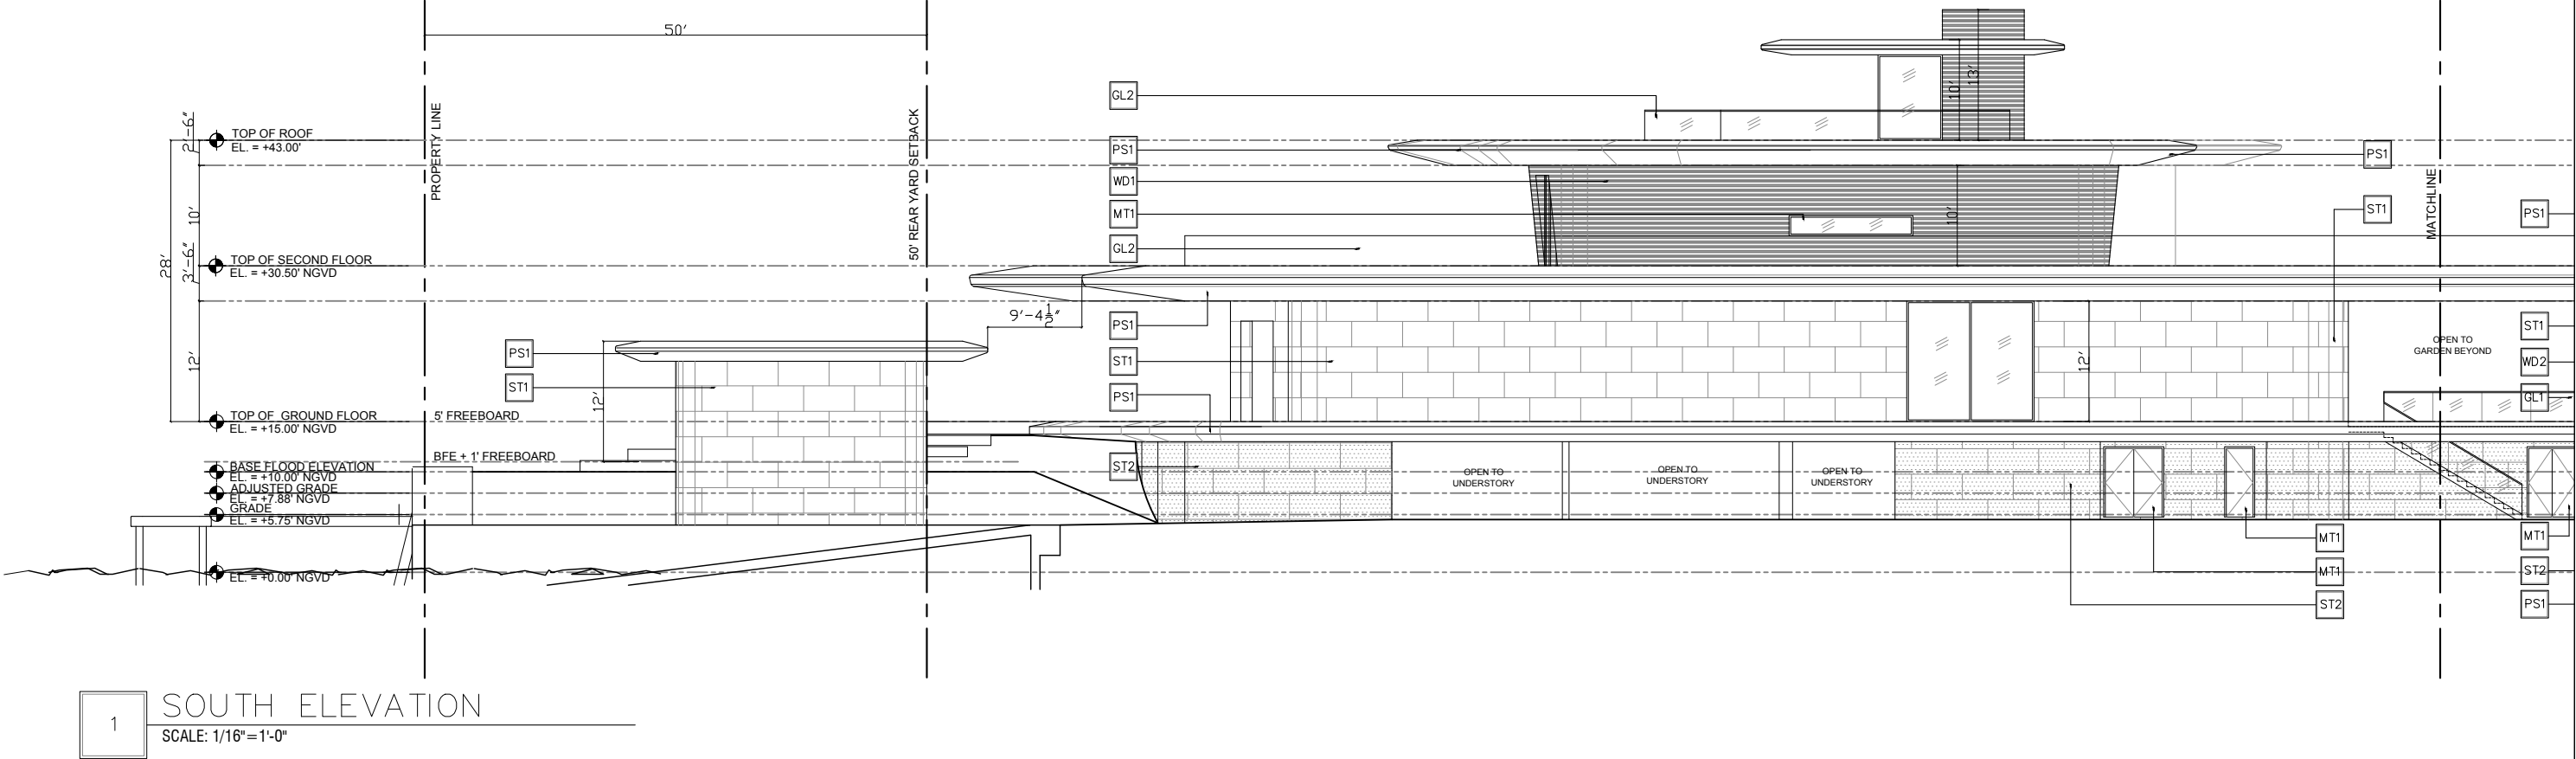 50'
13'
10'
GL2
2'-6"
TOP OF ROOF
EL. = +43.00'
PROPERTY LINE
50' REAR YARD SETBACK
PS1
PS1
WD1
MATCHLINE
10'
MT1
10'
ST1
PS1
GL2
28'
3'-6"
TOP OF SECOND FLOOR
EL. = +30.50' NGVD
9'-4 1/2"
PS1
ST1
PS1
ST1
OPEN TO
GARDEN BEYOND
12'
ST1
12'
WD2
12'
PS1
GL1
TOP OF GROUND FLOOR
EL. = +15.00' NGVD
5' FREEBOARD
BFE + 1' FREEBOARD
BASE FLOOD ELEVATION
EL. = +10.00' NGVD
ST2
OPEN TO
UNDERSTORY
OPEN TO
UNDERSTORY
OPEN TO
UNDERSTORY
ADJUSTED GRADE
EL. = +7.88' NGVD
GRADE
EL. = +5.75' NGVD
MT1
MT1
EL. = +0.00' NGVD
MT1
ST2
ST2
PS1
1
SOUTH ELEVATION
SCALE: 1/16"=1'-0"